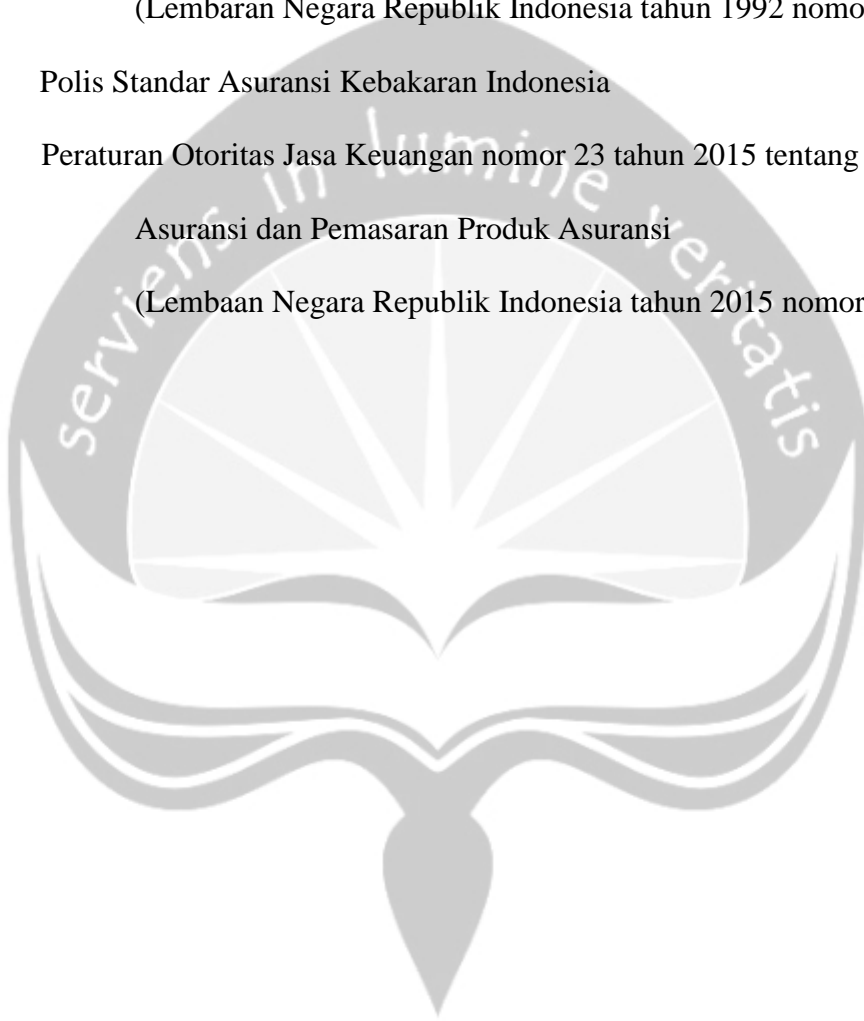 (Lembaran Negara Republik Indonesia tahun 1992 nomo
Polis Standar Asuransi Kebakaran Indonesia
Peraturan Otoritas Jasa Keuangan nomor 23 tahun 2015 tentang
Asuransi dan Pemasaran Produk Asuransi
(Lembaan Negara Republik Indonesia tahun 2015 nomor
serviens in lumine veritatis